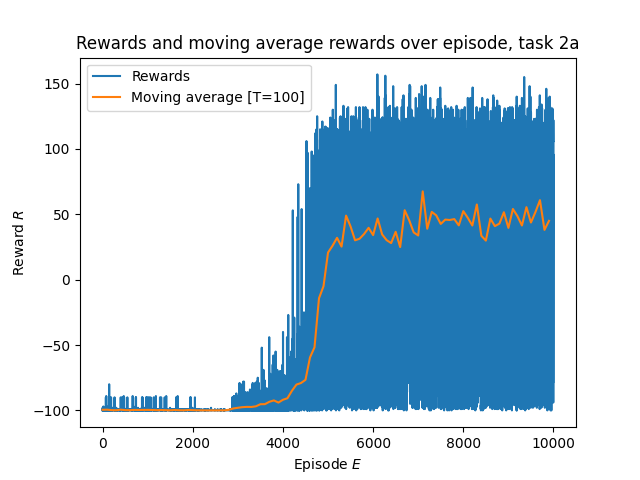 Rewards and moving average rewards over episode, task 2a
Rewards
Moving average [T=100]
150
100
50
0
−50
−100
Reward R
0 2000 4000 6000 8000 10000
Episode E